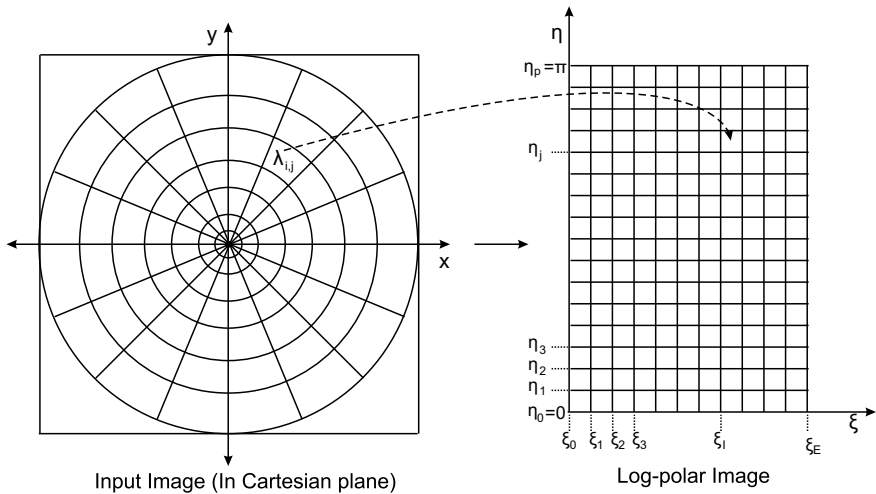 y
x
λi,j
Input Image (In Cartesian plane)
η
ηp=π
ηj
η3
η2
η1
η0=0
ξ0 ξ1 ξ2 ξ3 ξI ξE
ξ
Log-polar Image